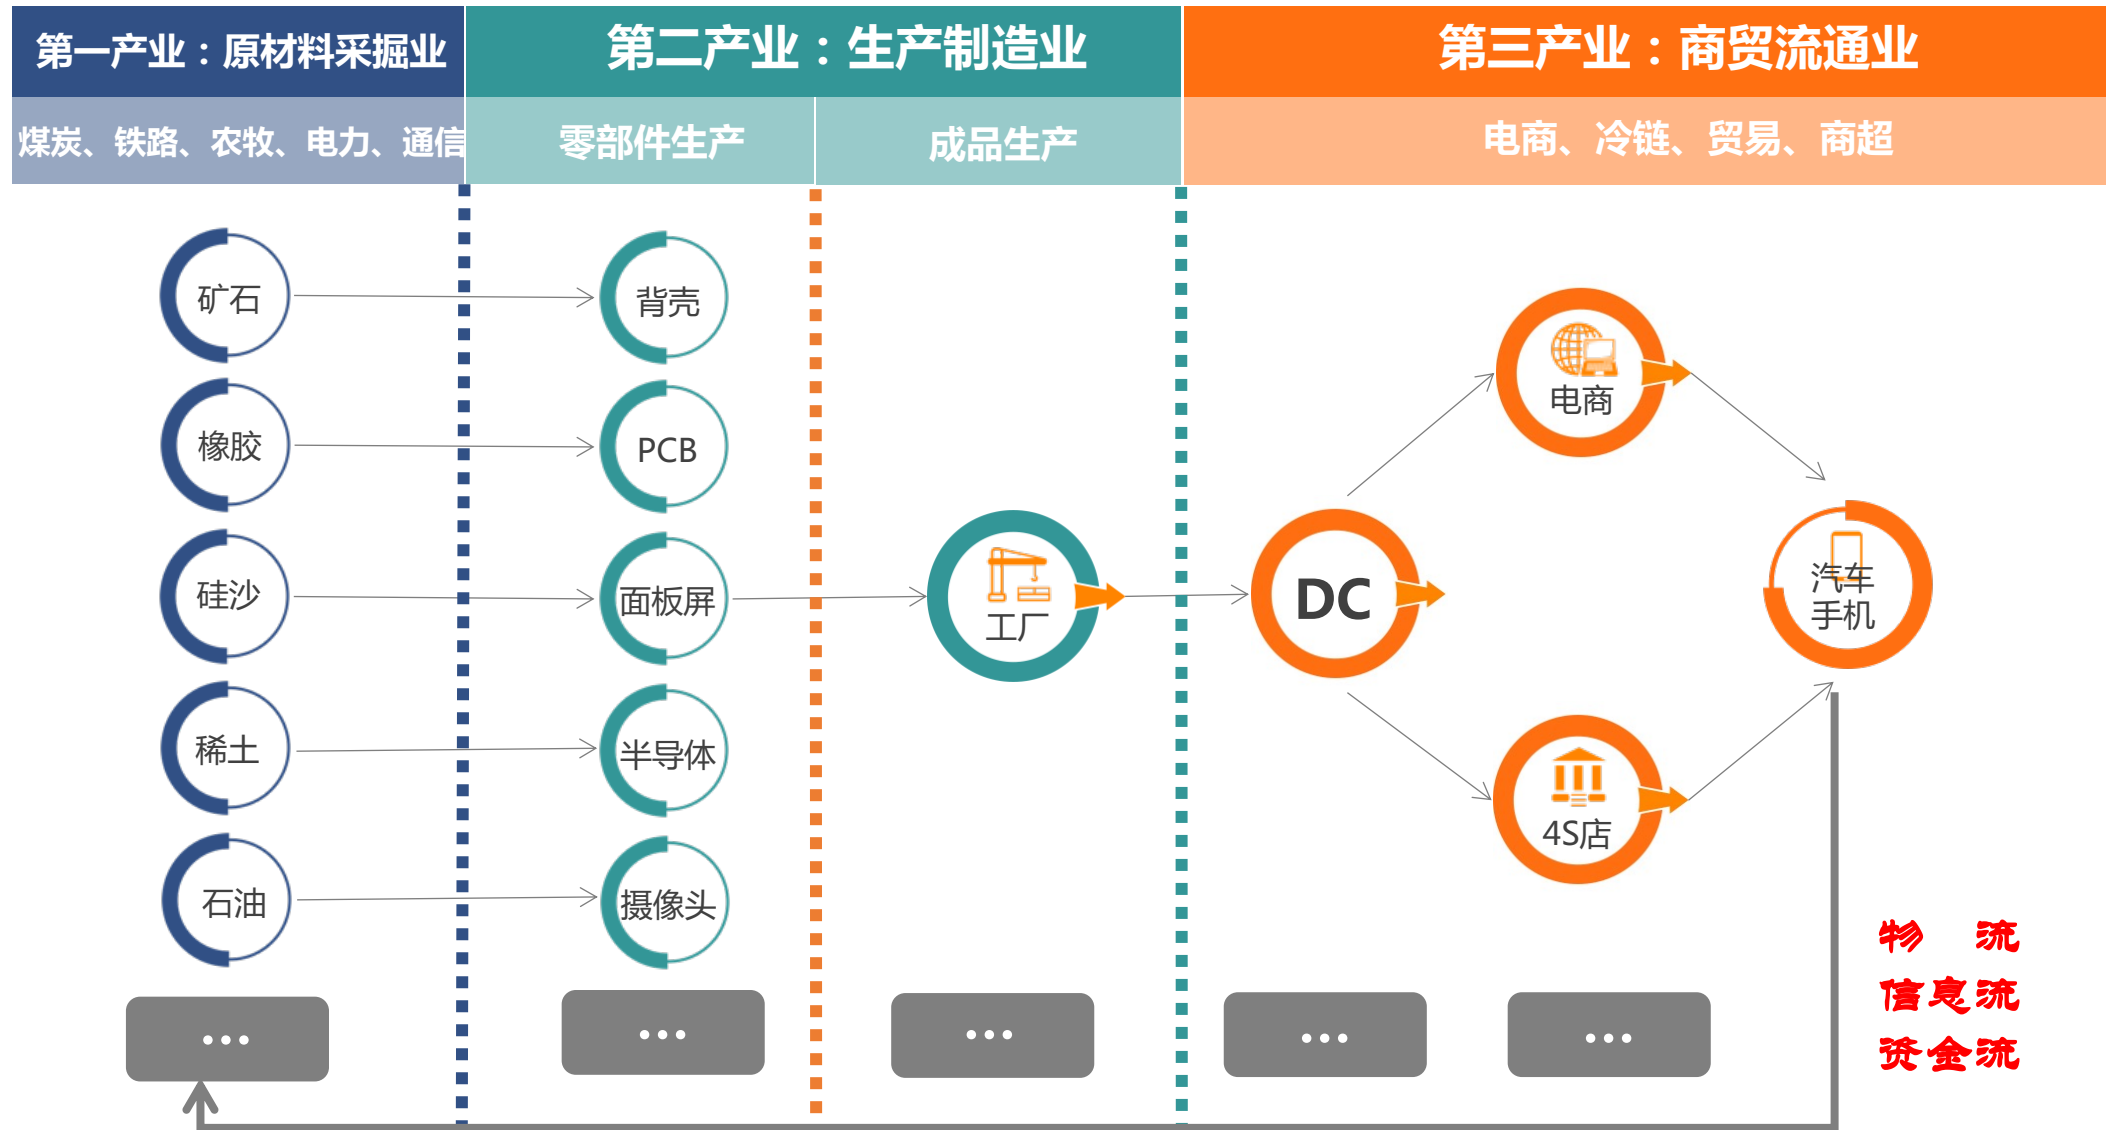 第一产业：原材料采掘业
第二产业：生产制造业
第三产业：商贸流通业
煤炭、铁路、农牧、电力、通信
零部件生产
成品生产
电商、冷链、贸易、商超
矿石
背壳
橡胶
PCB
硅沙
面板屏
稀土
半导体
石油
摄像头
工厂
DC
电商
4S店
汽车
手机
物 流
信息流
资金流
...
...
...
...
...